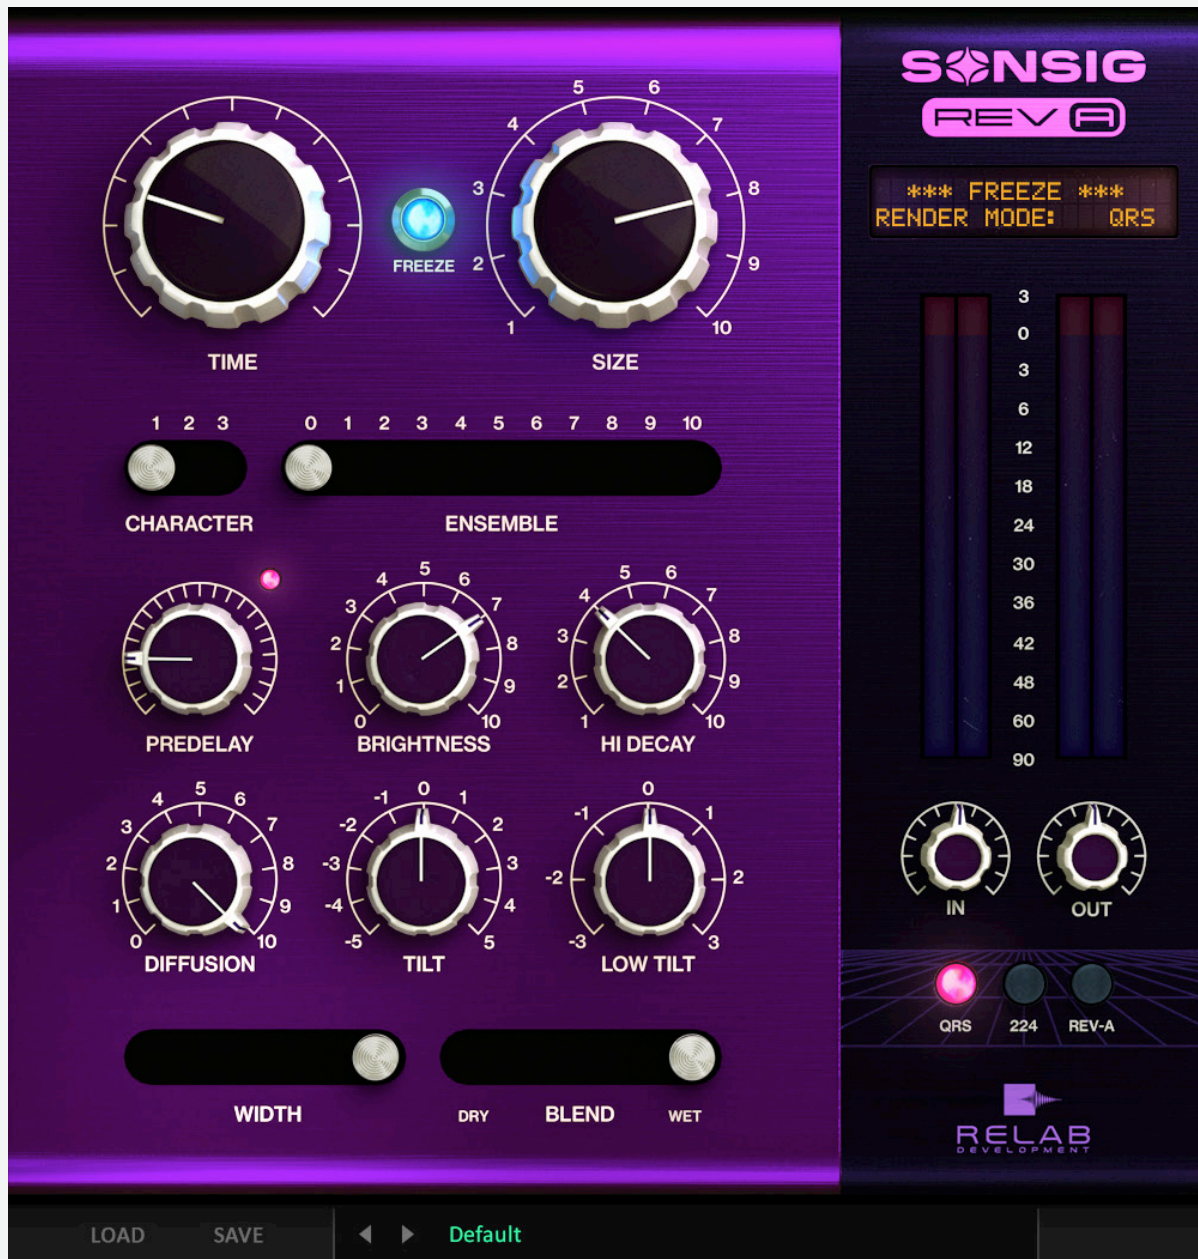 SONSIG
REV A
*** FREEZE ***
RENDER MODE: QRS
5 6
4 7
3 8
2 9
1 10
FREEZE
TIME
SIZE
1 2 3
0 1 2 3 4 5 6 7 8 9 10
CHARACTER
ENSEMBLE
PREDELAY
0 1 2 3 4 5 6 7 8 9 10
BRIGHTNESS
1 2 3 4 5 6 7 8 9 10
HI DECAY
0 1 2 3 4 5 6 7 8 9 10
DIFFUSION
-5 -4 -3 -2 -1 0 1 2 3 4 5
TILT
-3 -2 -1 0 1 2 3
LOW TILT
WIDTH
DRY BLEND WET
3
0
3
6
12
18
24
30
36
42
48
60
90
IN
OUT
QRS 224 REV-A
RELAB
DEVELOPMENT
LOAD SAVE Default